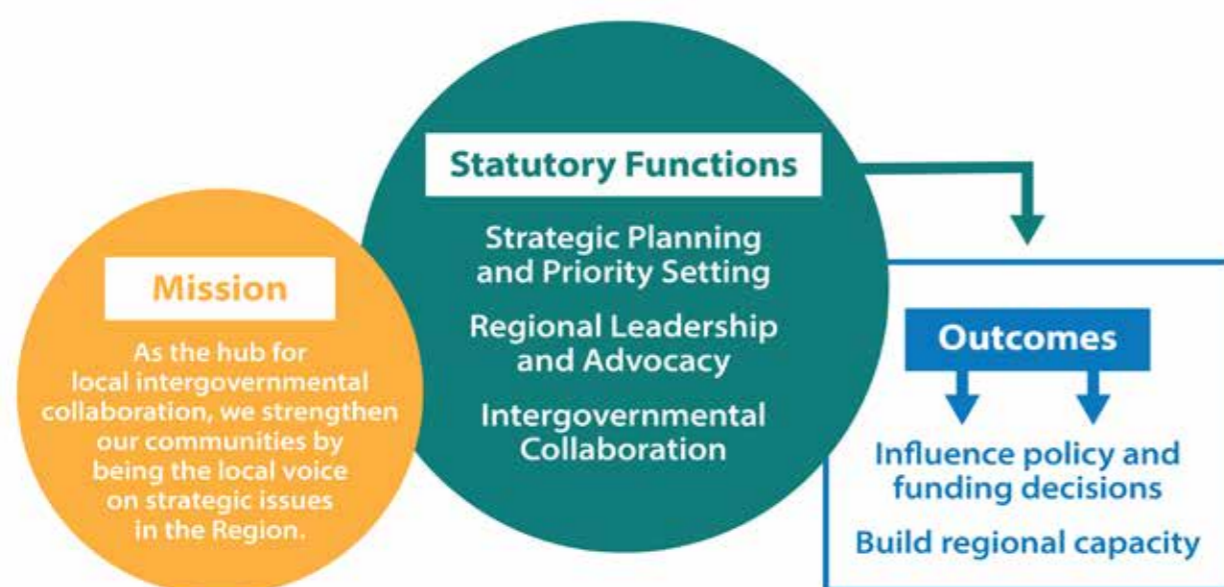 Mission
As the hub for
local intergovernmental
collaboration, we strengthen
our communities by
being the local voice
on strategic issues
in the Region.
Statutory Functions
Strategic Planning
and Priority Setting
Regional Leadership
and Advocacy
Intergovernmental
Collaboration
Outcomes
Influence policy and
funding decisions
Build regional capacity